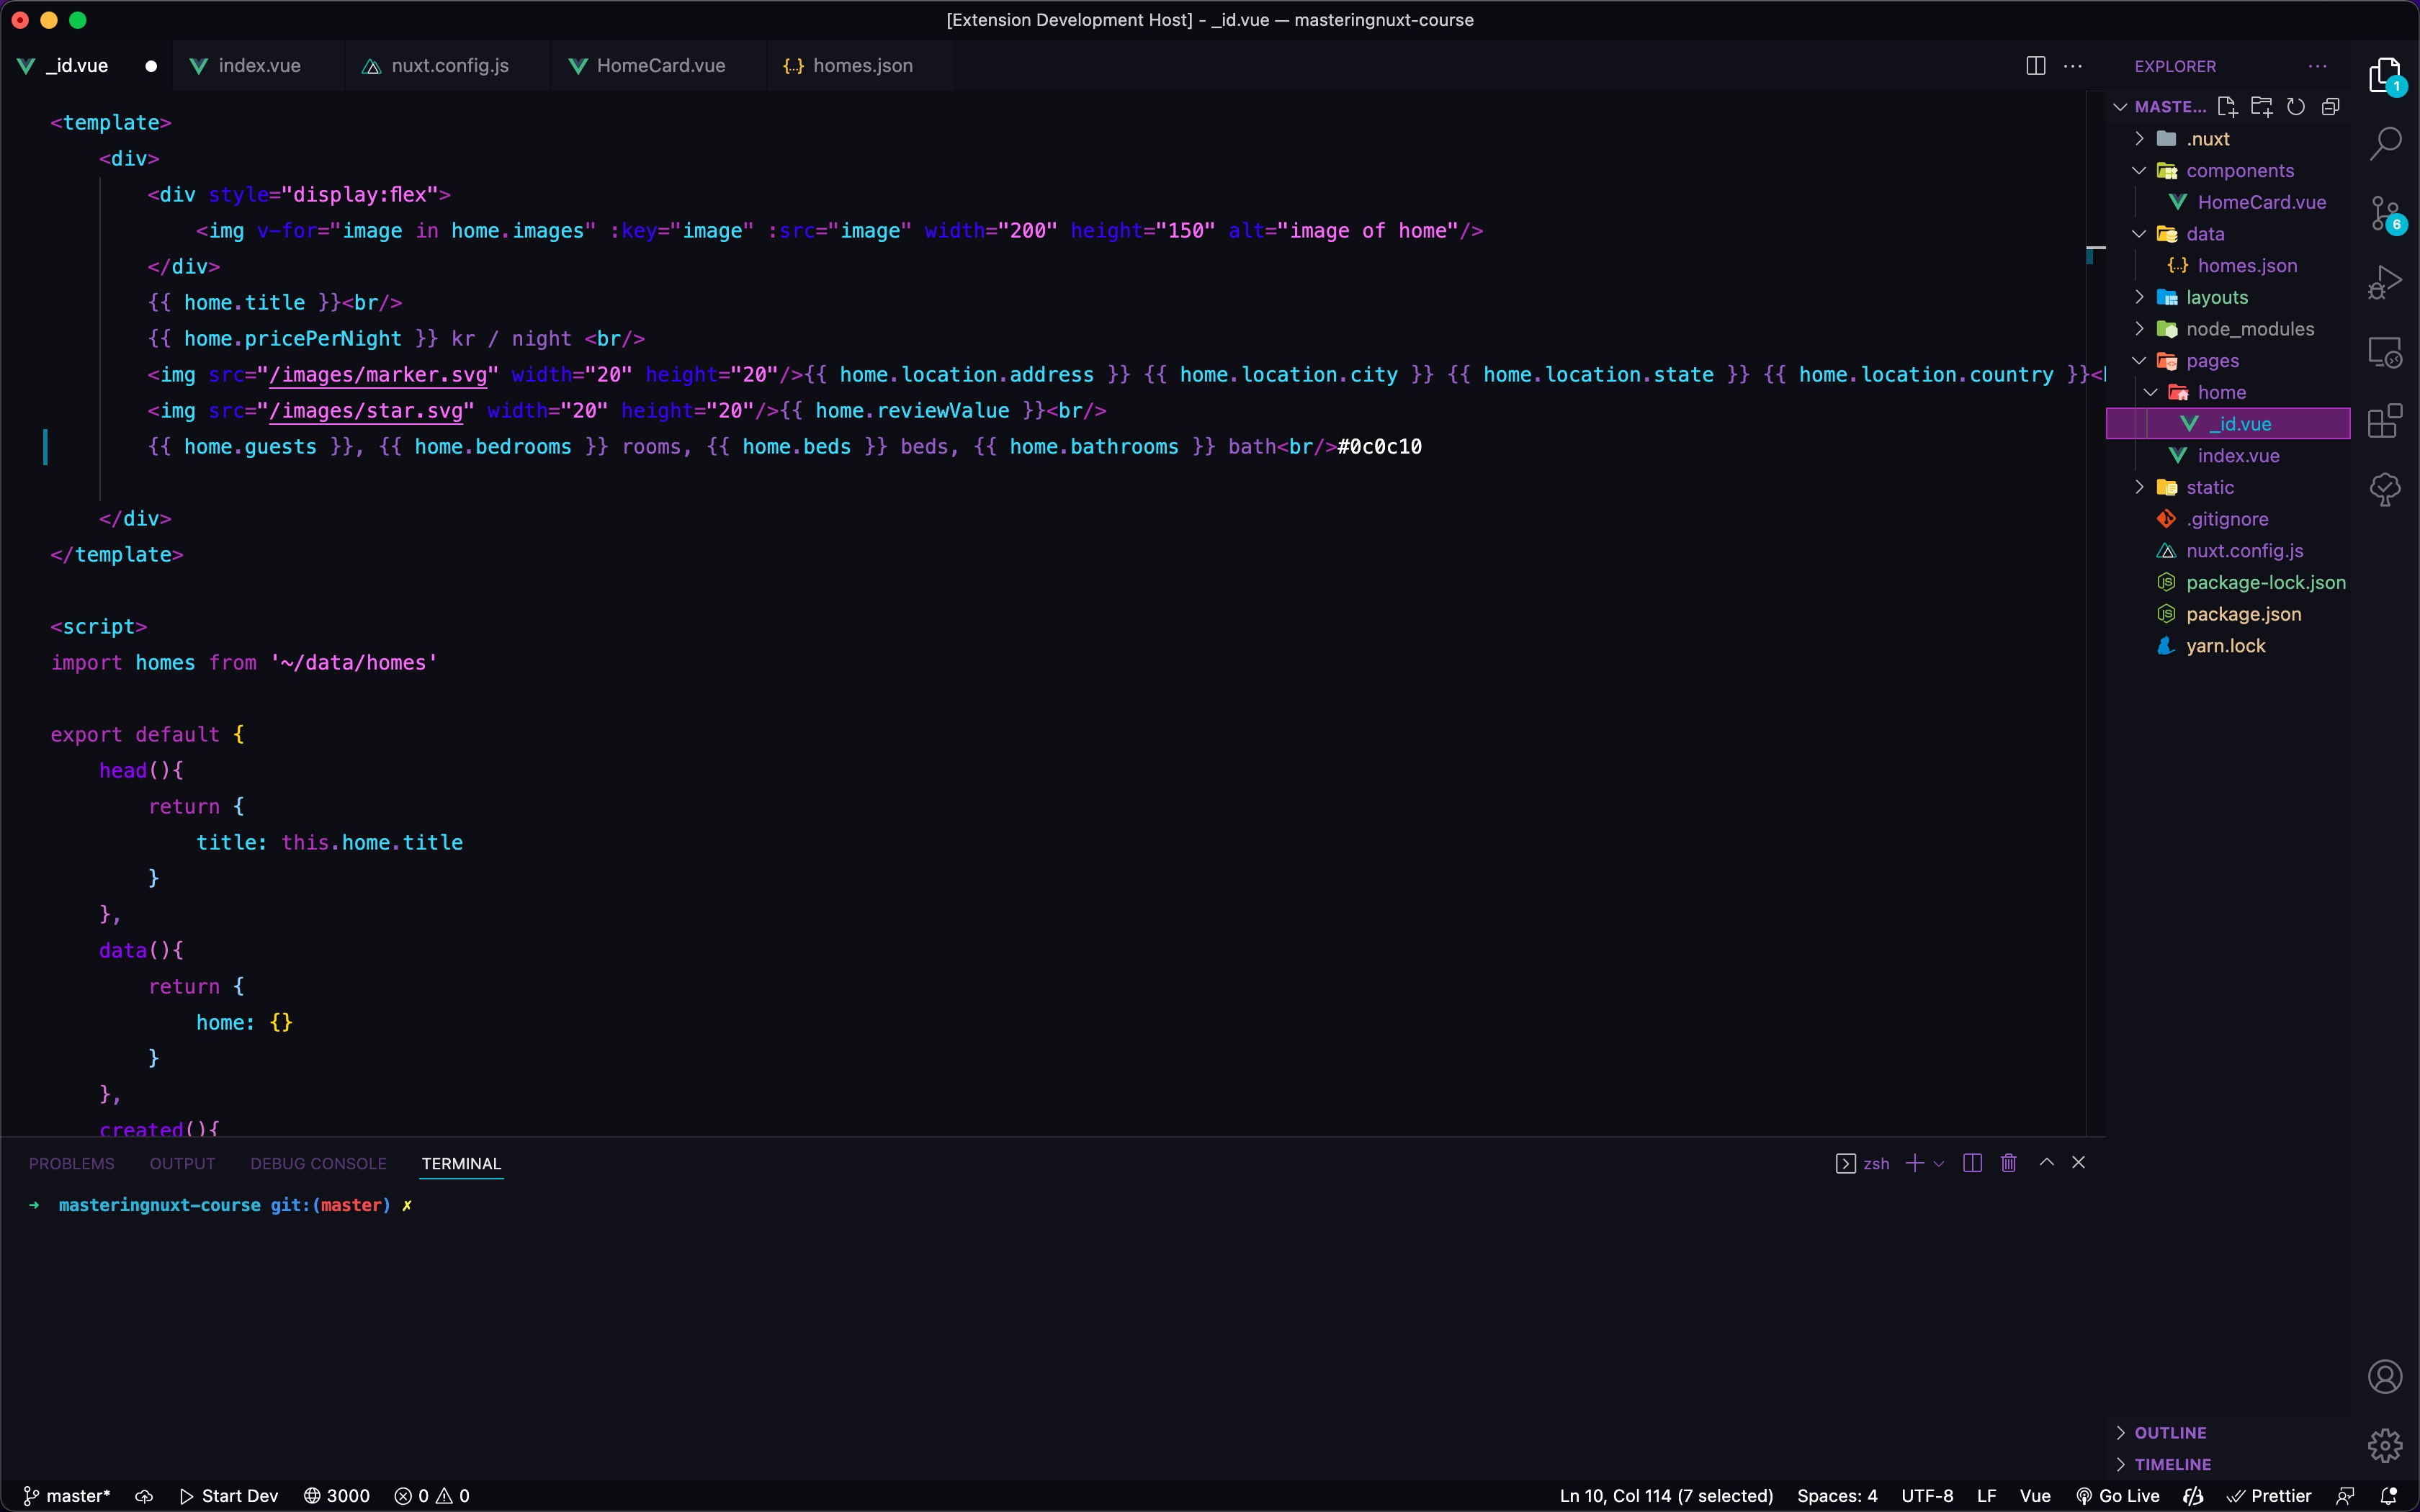 [Extension Development Host] - _id.vue — masteringnuxt-course
_id.vue index.vue nuxt.config.js HomeCard.vue {..} homes.json
<template>
<div>
<div style="display:flex">
<img v-for="image in home.images" :key="image" :src="image" width="200" height="150" alt="image of home"/>
</div>
{{ home.title }}<br/>
{{ home.pricePerNight }} kr / night <br/>
<img src="/images/marker.svg" width="20" height="20"/>{{ home.location.address }} {{ home.location.city }} {{ home.location.state }} {{ home.location.country }}<
<img src="/images/star.svg" width="20" height="20"/>{{ home.reviewValue }}<br/>
{{ home.guests }}, {{ home.bedrooms }} rooms, {{ home.beds }} beds, {{ home.bathrooms }} bath<br/>#0c0c10
</div>
</template>
<script>
import homes from '~/data/homes'
export default {
head(){
return {
title: this.home.title
}
},
data(){
return {
home: {}
}
},
created(){
PROBLEMS OUTPUT DEBUG CONSOLE TERMINAL
zsh
➜ masteringnuxt-course git:(master) ✗
EXPLORER
MASTE...
.nuxt
components
HomeCard.vue
data
{..} homes.json
layouts
node_modules
pages
home
_id.vue
index.vue
static
.gitignore
nuxt.config.js
package-lock.json
package.json
yarn.lock
OUTLINE
TIMELINE
1
6
master* Start Dev 3000 0 0 Ln 10, Col 114 (7 selected) Spaces: 4 UTF-8 LF Vue Go Live Prettier